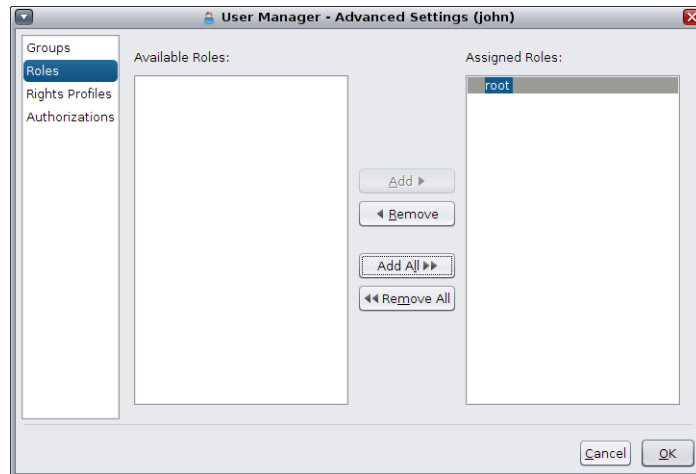 User Manager - Advanced Settings (john)
Groups
Roles
Rights Profiles
Authorizations
Available Roles:
Add
Remove
Add All
Remove All
Assigned Roles:
root
Cancel
OK